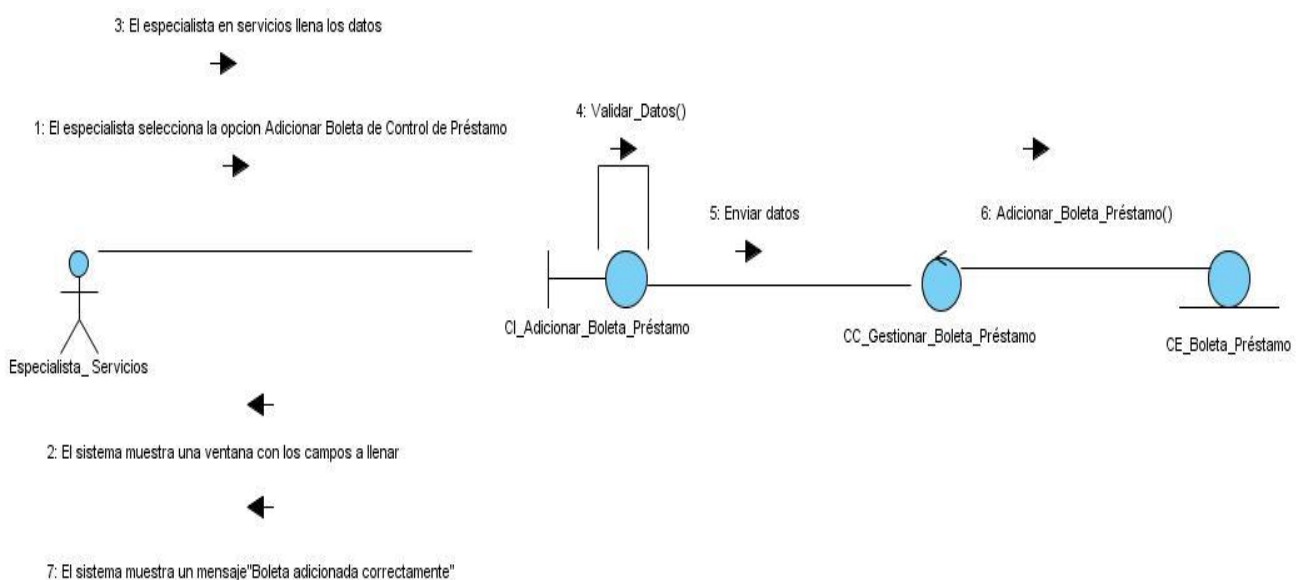 3: El especialista en servicios llena los datos
1: El especialista selecciona la opcion Adicionar Boleta de Control de Préstamo
4: Validar_Datos()
5: Enviar datos
6: Adicionar_Boleta_Préstamo()
CI_Adicionar_Boleta_Préstamo
CC_Gestionar_Boleta_Préstamo
CE_Boleta_Préstamo
Especialista_Servicios
2: El sistema muestra una ventana con los campos a llenar
7: El sistema muestra un mensaje"Boleta adicionada correctamente"